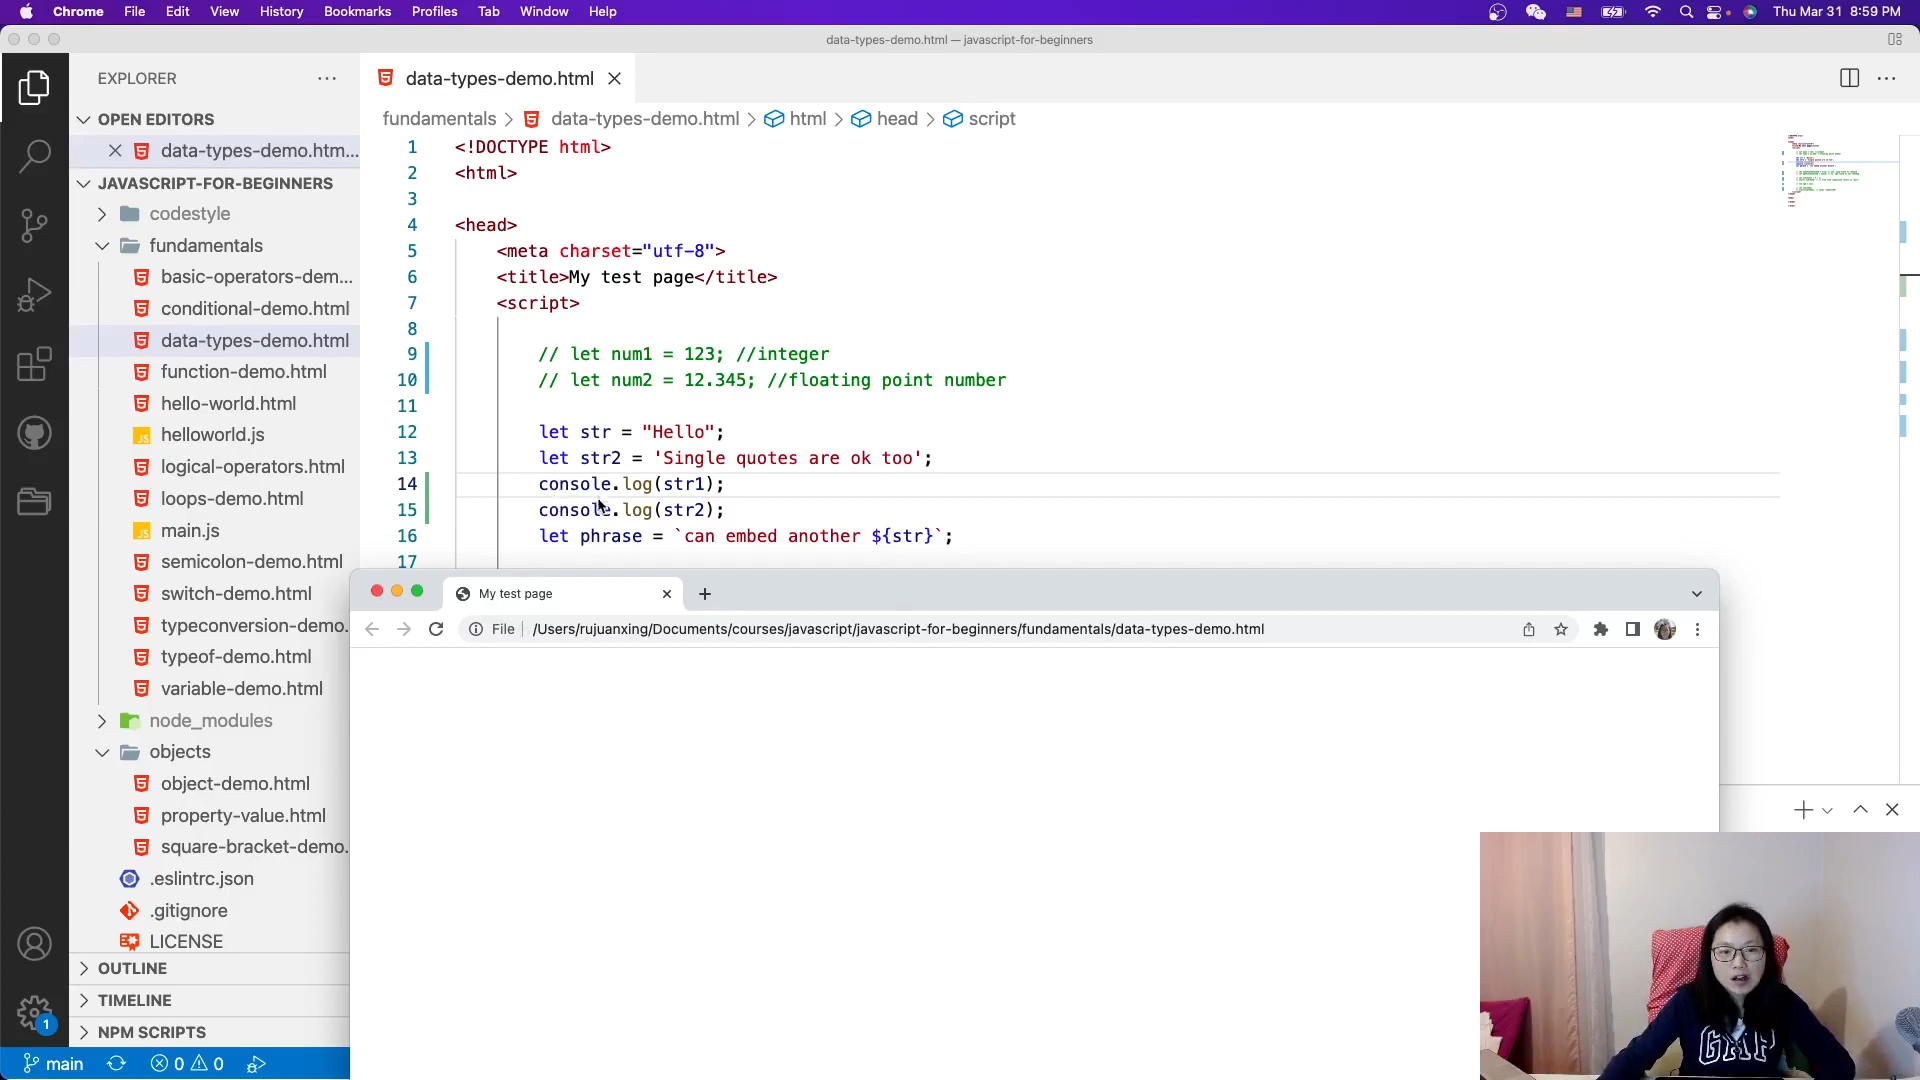 Chrome File Edit View History Bookmarks Profiles Tab Window Help Thu Mar 31 8:59 PM
data-types-demo.html — javascript-for-beginners
EXPLORER
data-types-demo.html
OPEN EDITORS
fundamentals > data-types-demo.html > html > head > script
data-types-demo.htm...
JAVASCRIPT-FOR-BEGINNERS
codestyle
fundamentals
basic-operators-dem...
conditional-demo.html
data-types-demo.html
function-demo.html
hello-world.html
JS helloworld.js
logical-operators.html
loops-demo.html
JS main.js
semicolon-demo.html
switch-demo.html
typeconversion-demo.
typeof-demo.html
variable-demo.html
node_modules
objects
object-demo.html
property-value.html
square-bracket-demo.
.eslintrc.json
.gitignore
LICENSE
OUTLINE
TIMELINE
NPM SCRIPTS
1
main 0 0
1 <!DOCTYPE html>
2 <html>
3
4 <head>
5 <meta charset="utf-8">
6 <title>My test page</title>
7 <script>
8
9 // let num1 = 123; //integer
10 // let num2 = 12.345; //floating point number
11
12 let str = "Hello";
13 let str2 = 'Single quotes are ok too';
14 console.log(str1);
15 console.log(str2);
16 let phrase = `can embed another ${str}`;
17
My test page
File /Users/rujuanxing/Documents/courses/javascript/javascript-for-beginners/fundamentals/data-types-demo.html
GAP